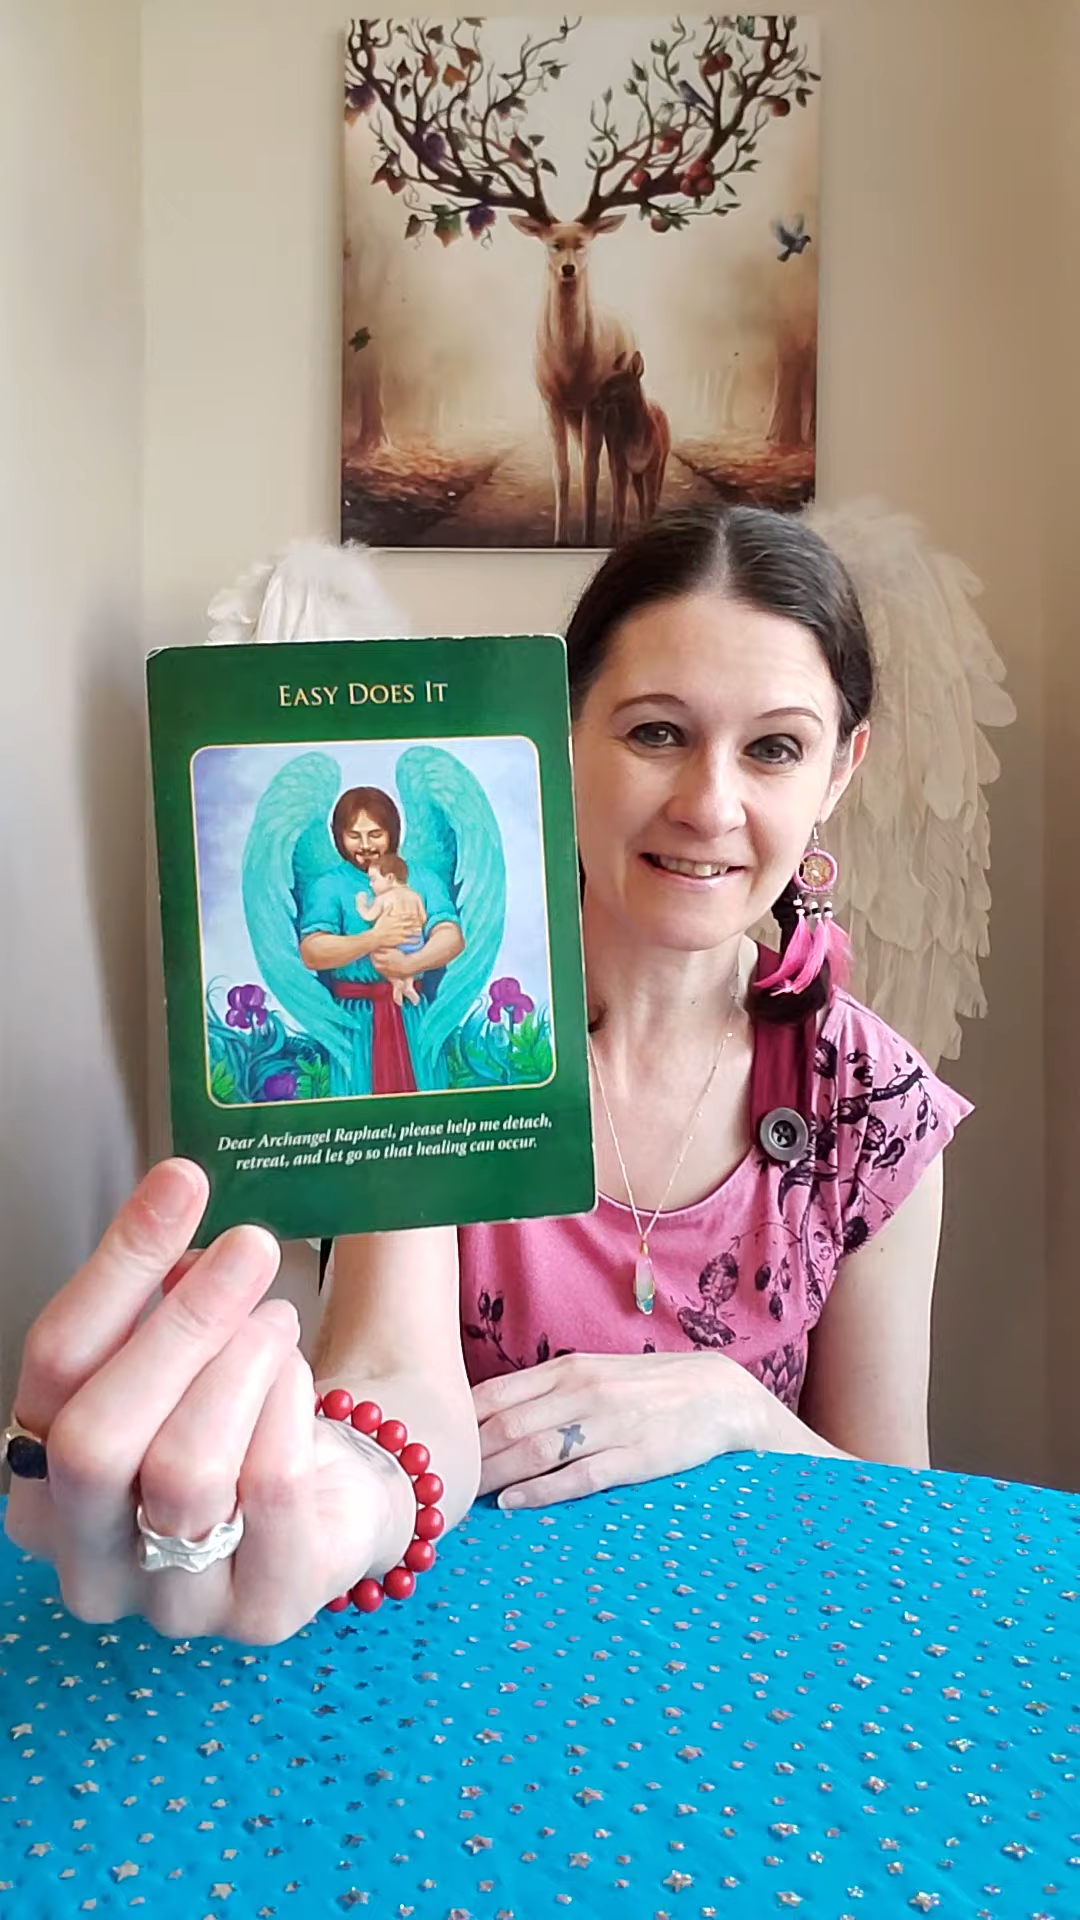 EASY DOES IT
Dear Archangel Raphael, please help me detach,
retreat, and let go so that healing can occur.